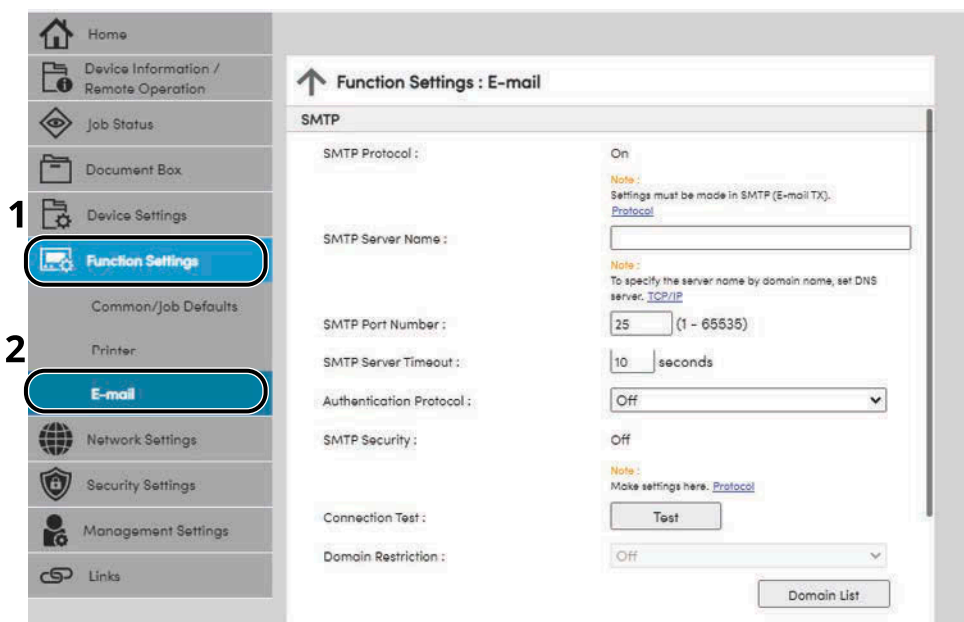 Home
Device Information /
Remote Operation
Job Status
Document Box
1
Device Settings
Function Settings
Common/Job Defaults
2
Printer
E-mail
Network Settings
Security Settings
Management Settings
Links
Function Settings : E-mail
SMTP
SMTP Protocol : On
Note :
Settings must be made in SMTP (E-mail TX).
Protocol
SMTP Server Name :
Note :
To specify the server name by domain name, set DNS
server. TCP/IP
SMTP Port Number : 25 (1 - 65535)
SMTP Server Timeout : 10 seconds
Authentication Protocol : Off
SMTP Security : Off
Note :
Make settings here. Protocol
Connection Test : Test
Domain Restriction : Off
Domain List